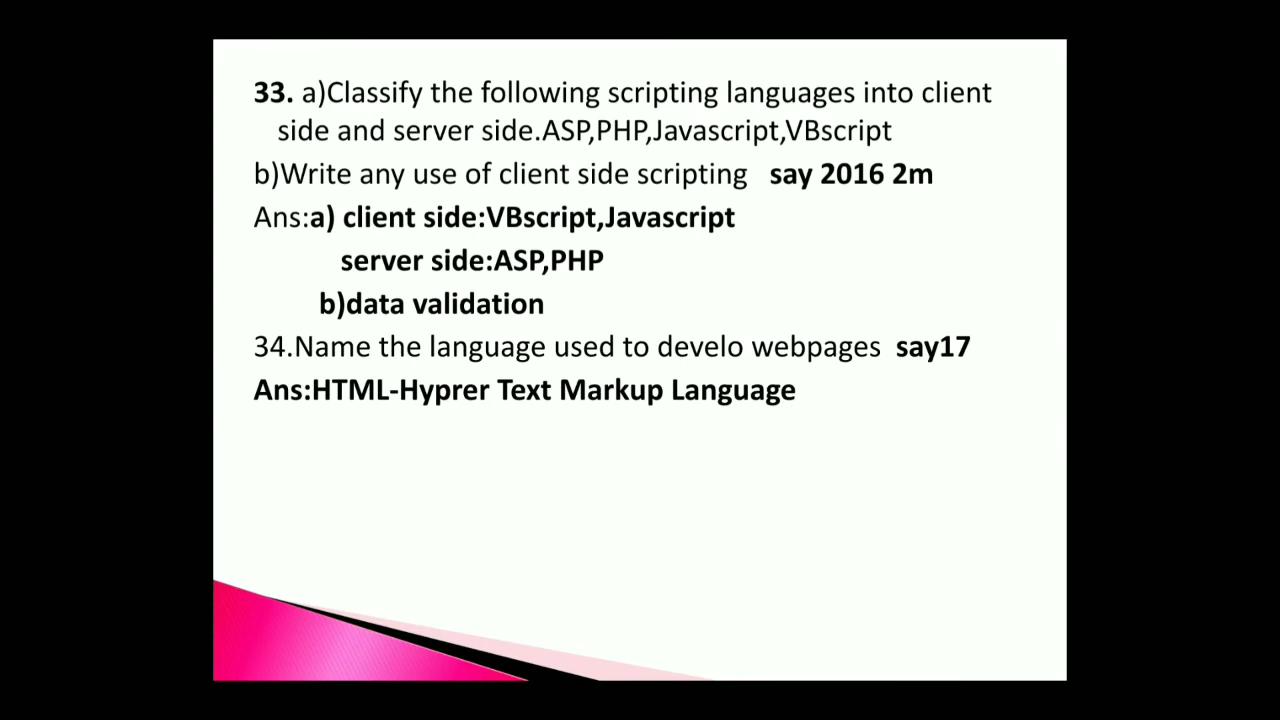 33. a)Classify the following scripting languages into client
side and server side.ASP,PHP,Javascript,VBscript
b)Write any use of client side scripting say 2016 2m
Ans:a) client side:VBscript,Javascript
server side:ASP,PHP
b)data validation
34.Name the language used to develo webpages say17
Ans:HTML-Hyprer Text Markup Language